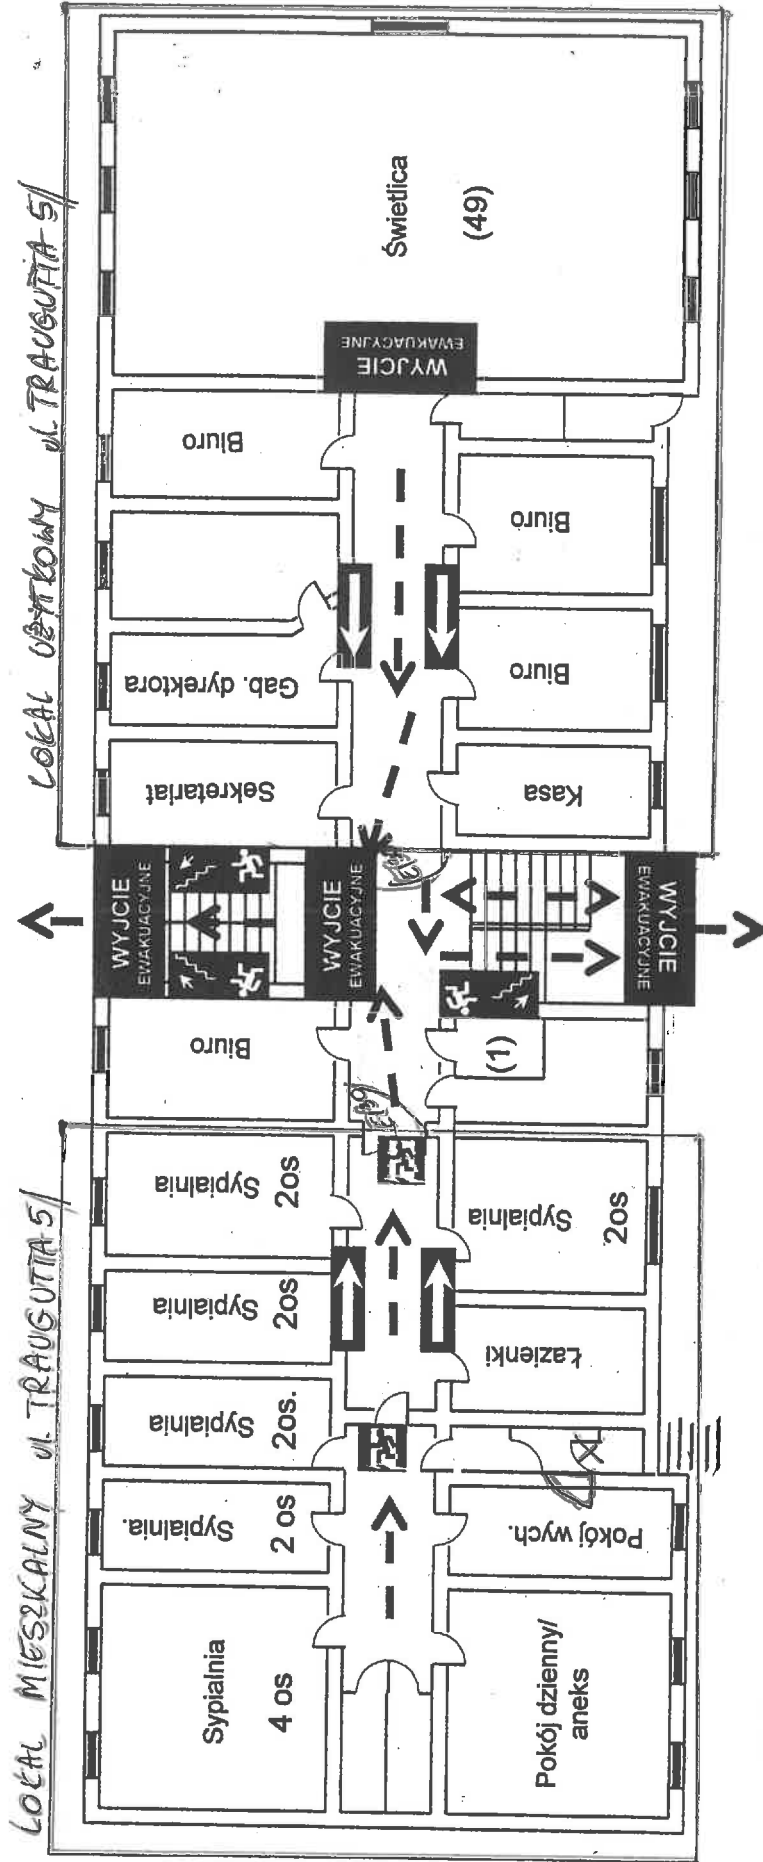 LOKAL MIESZKALNY ul. TRAUGUTTA 5/
LOKAL UŻYTKOWY ul. TRAUGUTTA 5/
Sypialnia
4 os
Sypialnia.
2 os
Sypialnia
2os.
Sypialnia
2os
Sypialnia
2os
Biuro
WYJCIE
EWAKUACYJNE
WYJCIE
EWAKUACYJNE
Sekretariat
Gab. dyrektora
Biuro
WYJCIE
EWAKUACYJNE
Świetlica
(49)
Pokój dzienny/
aneks
Pokój wych.
Łazienki
Sypialnia
2os
(1)
WYJCIE
EWAKUACYJNE
Kasa
Biuro
Biuro